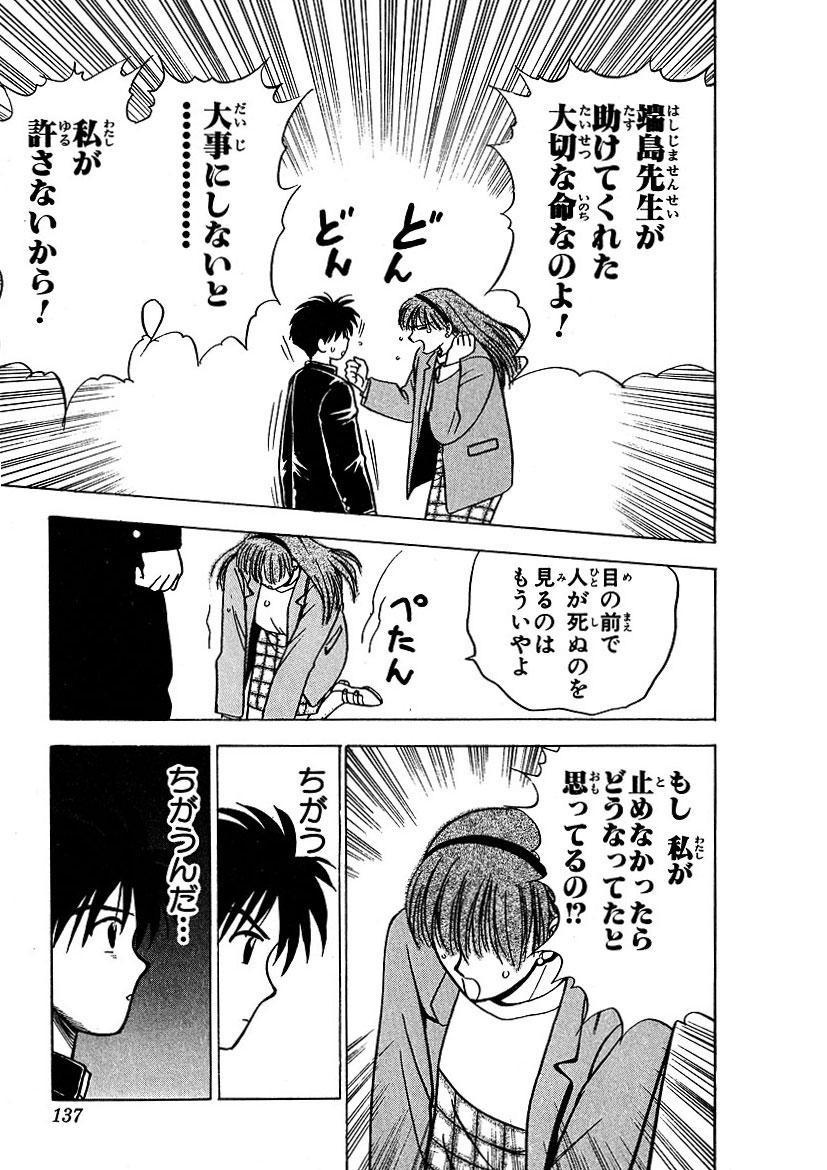 端島先生が
助けてくれた
大切な命なのよ！
どん
どん
大事にしないと
…………
私が
許さないから！
目の前で
人が死ぬのを
見るのは
もういやよ
ぺたん
もし 私が
止めなかったら
どうなってたと
思ってるの!?
ちがう
ちがうんだ…
137